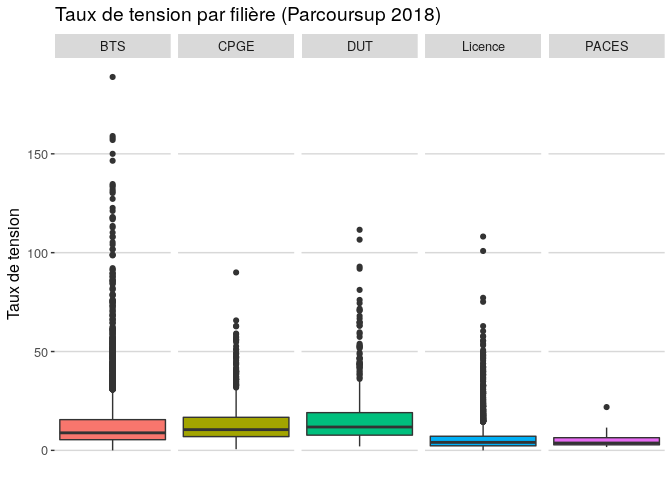 Taux de tension par filière (Parcoursup 2018)
BTS CPGE DUT Licence PACES
Taux de tension
150
100
50
0